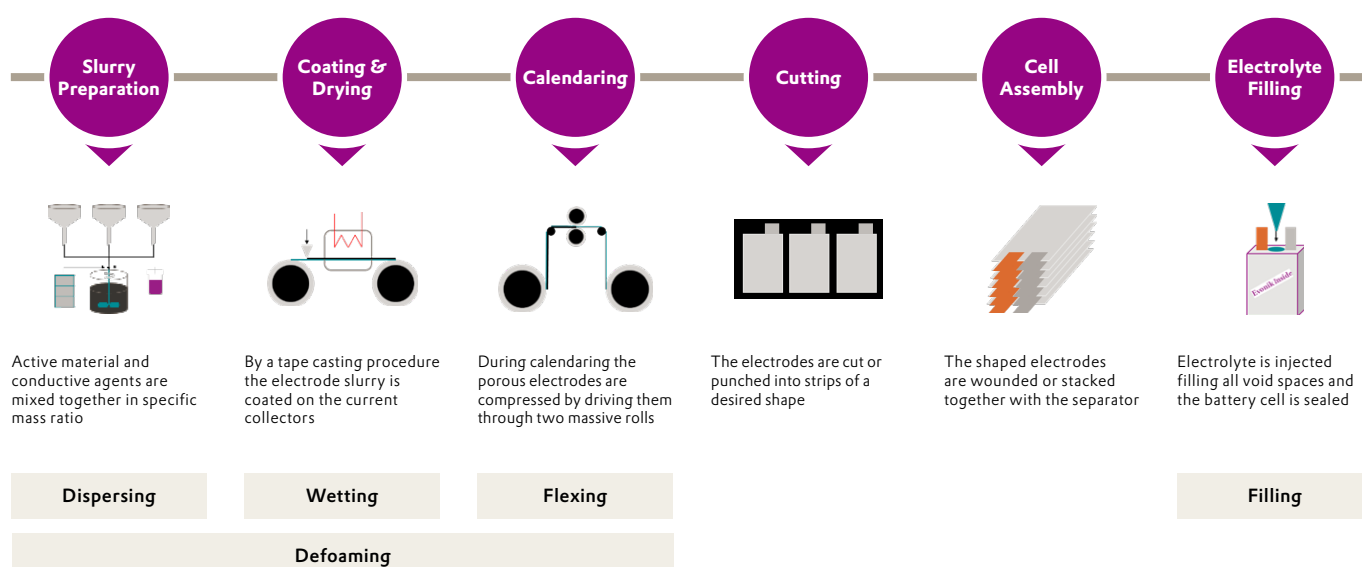 Slurry
Preparation
Coating &
Drying
Calendaring
Cutting
Cell
Assembly
Electrolyte
Filling
Evonik Inside
Active material and
conductive agents are
mixed together in specific
mass ratio
By a tape casting procedure
the electrode slurry is
coated on the current
collectors
During calendaring the
porous electrodes are
compressed by driving them
through two massive rolls
The electrodes are cut or
punched into strips of a
desired shape
The shaped electrodes
are wounded or stacked
together with the separator
Electrolyte is injected
filling all void spaces and
the battery cell is sealed
Dispersing
Wetting
Flexing
Filling
Defoaming